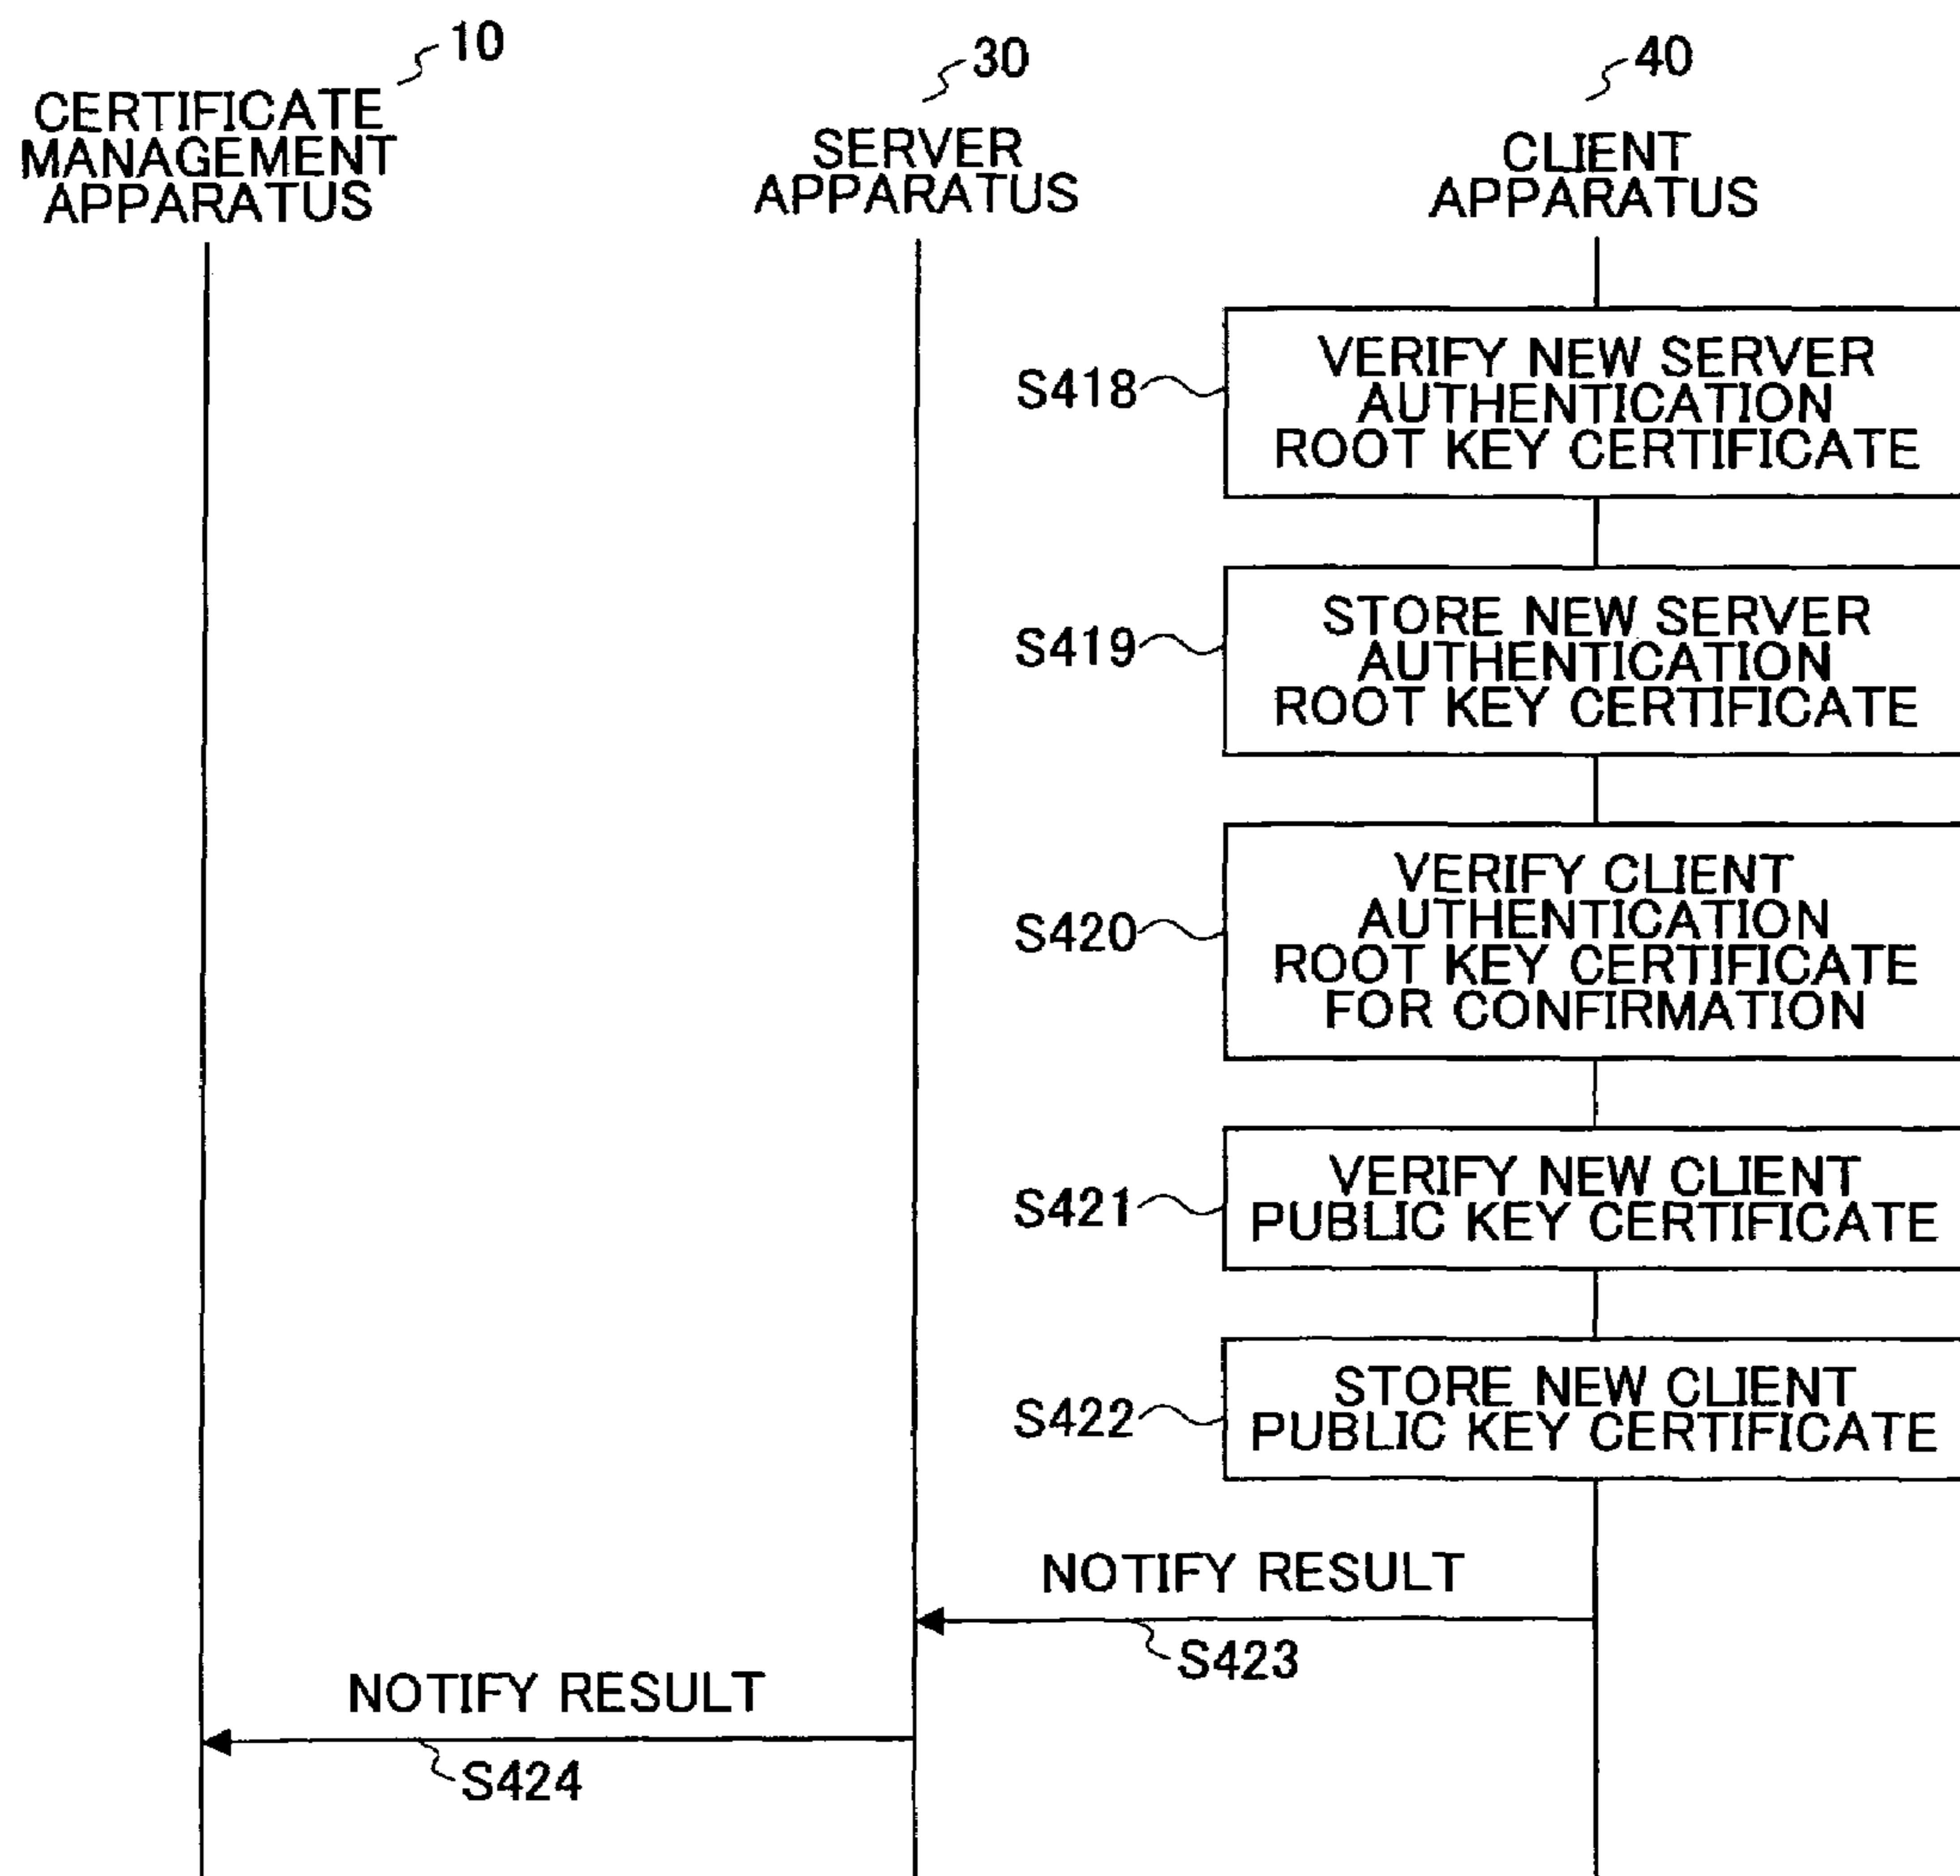 10
CERTIFICATE
MANAGEMENT
APPARATUS
30
SERVER
APPARATUS
40
CLIENT
APPARATUS
S418
VERIFY NEW SERVER
AUTHENTICATION
ROOT KEY CERTIFICATE
S419
STORE NEW SERVER
AUTHENTICATION
ROOT KEY CERTIFICATE
S420
VERIFY CLIENT
AUTHENTICATION
ROOT KEY CERTIFICATE
FOR CONFIRMATION
S421
VERIFY NEW CLIENT
PUBLIC KEY CERTIFICATE
S422
STORE NEW CLIENT
PUBLIC KEY CERTIFICATE
NOTIFY RESULT
S423
NOTIFY RESULT
S424